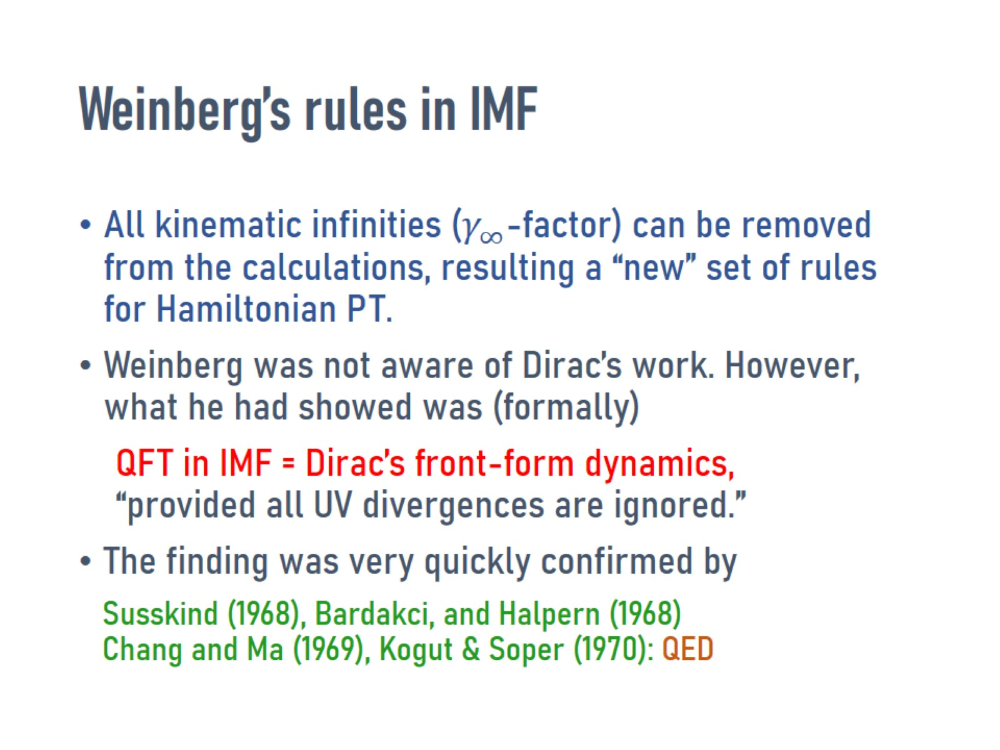 Weinberg’s rules in IMF
• All kinematic infinities (γ∞-factor) can be removed
from the calculations, resulting a “new” set of rules
for Hamiltonian PT.
• Weinberg was not aware of Dirac’s work. However,
what he had showed was (formally)
QFT in IMF = Dirac’s front-form dynamics,
“provided all UV divergences are ignored.”
• The finding was very quickly confirmed by
Susskind (1968), Bardakci, and Halpern (1968)
Chang and Ma (1969), Kogut & Soper (1970): QED